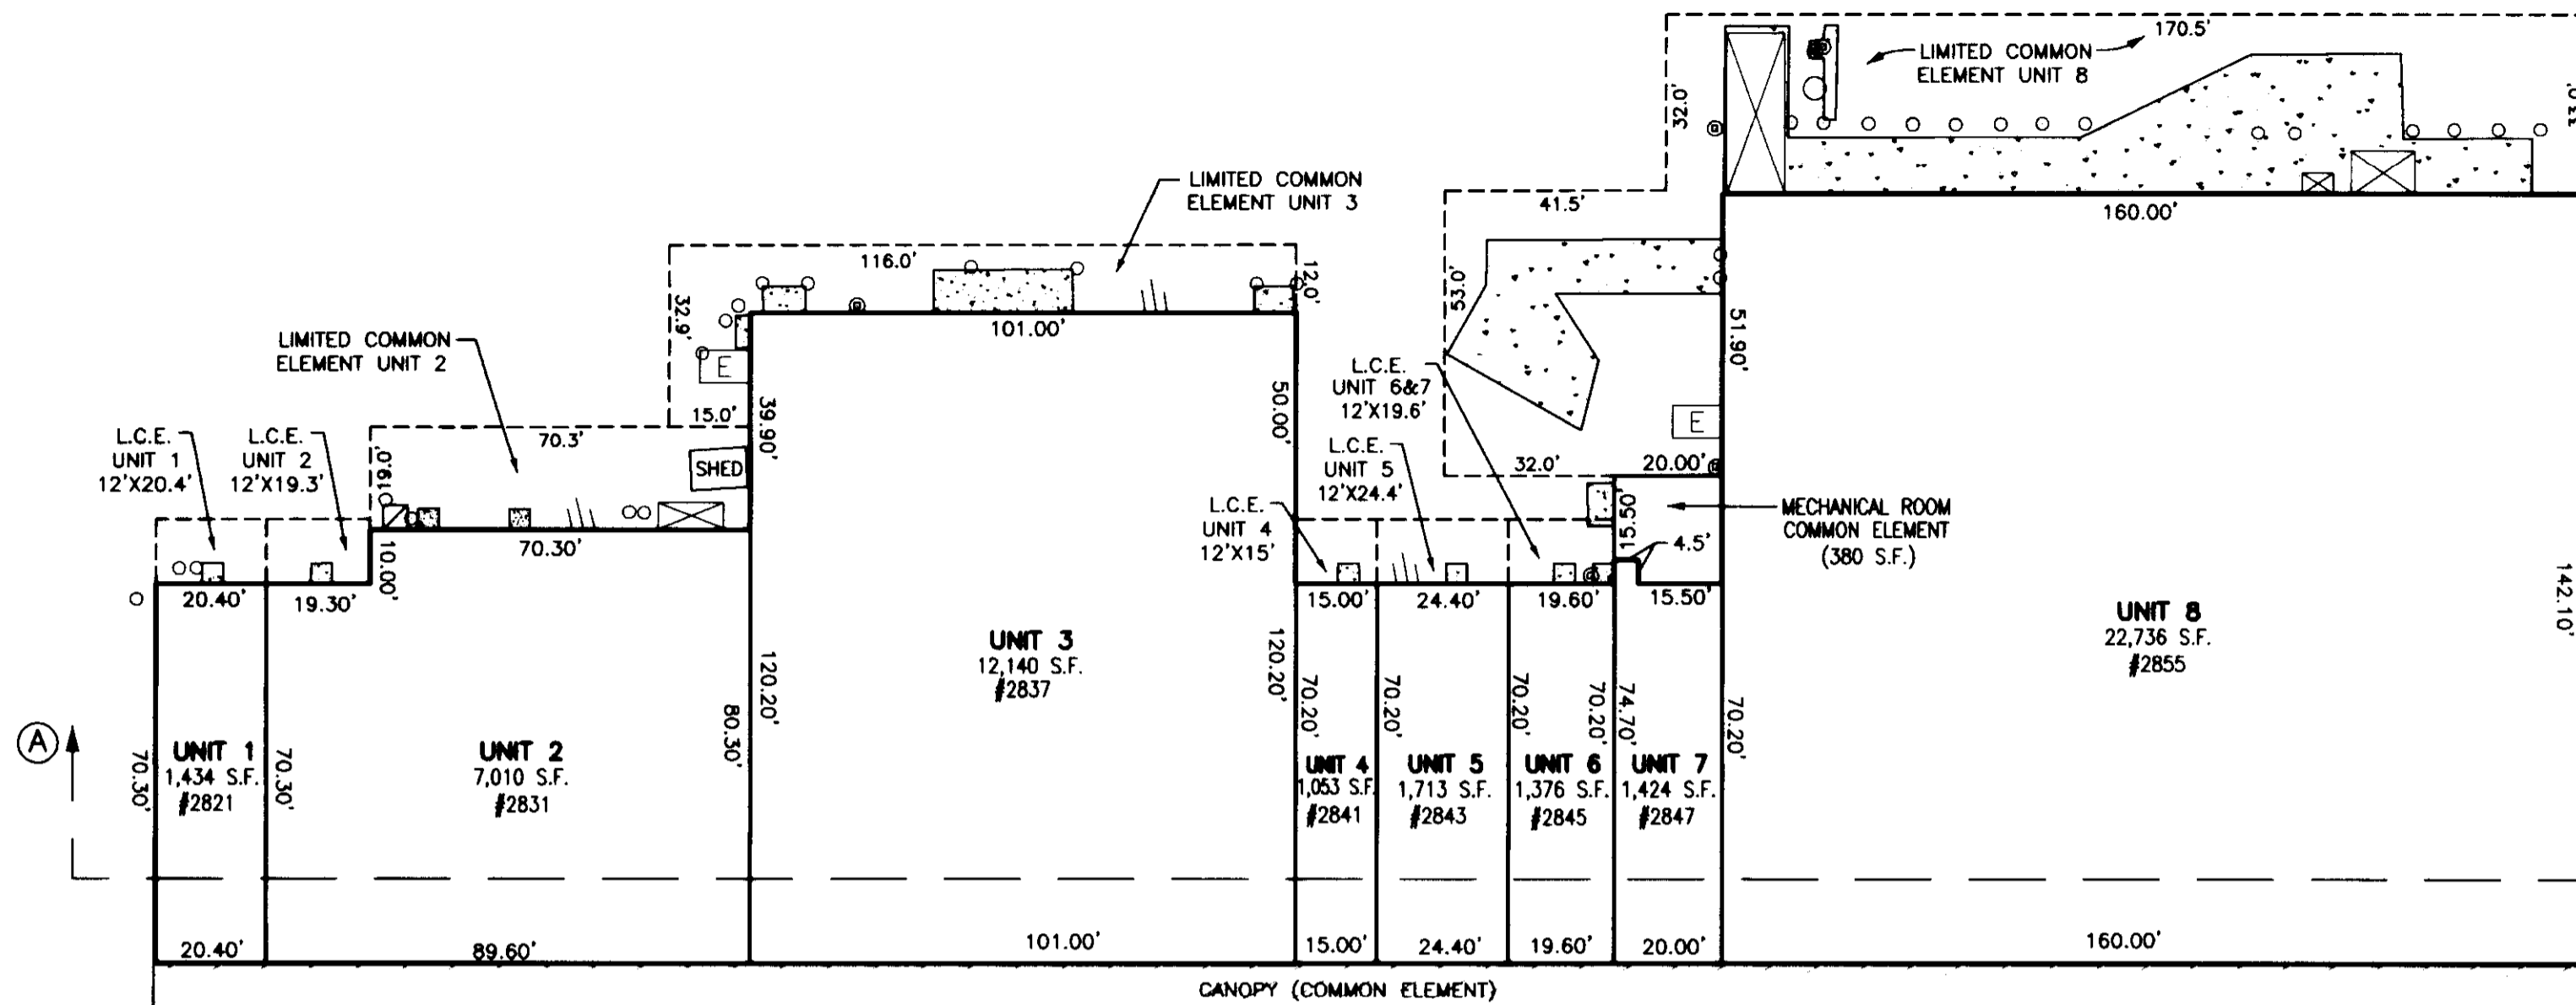 170.5'
LIMITED COMMON
ELEMENT UNIT 8
32.0'
160.00'
LIMITED COMMON
ELEMENT UNIT 3
41.5'
116.0'
12.0'
32.9'
101.00'
53.0'
51.90'
LIMITED COMMON
ELEMENT UNIT 2
E
15.0'
39.90'
50.00'
L.C.E.
UNIT 6&7
12'X19.6'
E
L.C.E.
UNIT 1
12'X20.4'
L.C.E.
UNIT 2
12'X19.3'
70.3'
19.0'
SHED
L.C.E.
UNIT 5
12'X24.4'
32.0'
20.00'
L.C.E.
UNIT 4
12'X15'
15.50'
MECHANICAL ROOM
COMMON ELEMENT
(380 S.F.)
4.5'
70.30'
10.00'
20.40'
19.30'
15.00'
24.40'
19.60'
15.50'
142.10'
UNIT 8
22,736 S.F.
#2855
UNIT 3
12,140 S.F.
#2837
120.20'
80.30'
120.20'
70.20'
70.20'
70.20'
70.20'
74.70'
70.20'
A
70.30'
UNIT 1
1,434 S.F.
#2821
70.30'
UNIT 2
7,010 S.F.
#2831
UNIT 4
1,053 S.F.
#2841
UNIT 5
1,713 S.F.
#2843
UNIT 6
1,376 S.F.
#2845
UNIT 7
1,424 S.F.
#2847
20.40'
89.60'
101.00'
15.00'
24.40'
19.60'
20.00'
160.00'
CANOPY (COMMON ELEMENT)